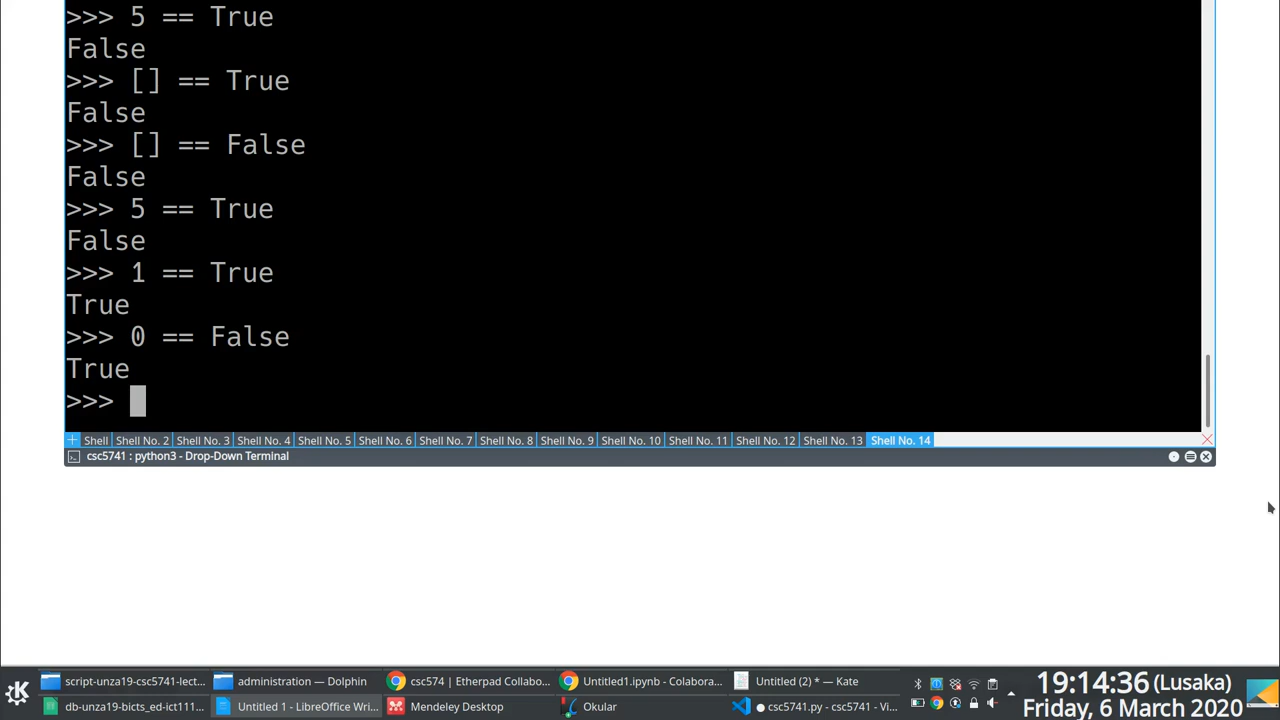 >>> 5 == True
False
>>> [] == True
False
>>> [] == False
False
>>> 5 == True
False
>>> 1 == True
True
>>> 0 == False
True
>>>
+ Shell Shell No. 2 Shell No. 3 Shell No. 4 Shell No. 5 Shell No. 6 Shell No. 7 Shell No. 8 Shell No. 9 Shell No. 10 Shell No. 11 Shell No. 12 Shell No. 13 Shell No. 14
csc5741 : python3 - Drop-Down Terminal
script-unza19-csc5741-lect... administration — Dolphin csc574 | Etherpad Collabo... Untitled1.ipynb - Colabora... Untitled (2) * — Kate
db-unza19-bicts_ed-ict111... Untitled 1 - LibreOffice Wri... Mendeley Desktop Okular ● csc5741.py - csc5741 - Vi...
19:14:36 (Lusaka)
Friday, 6 March 2020